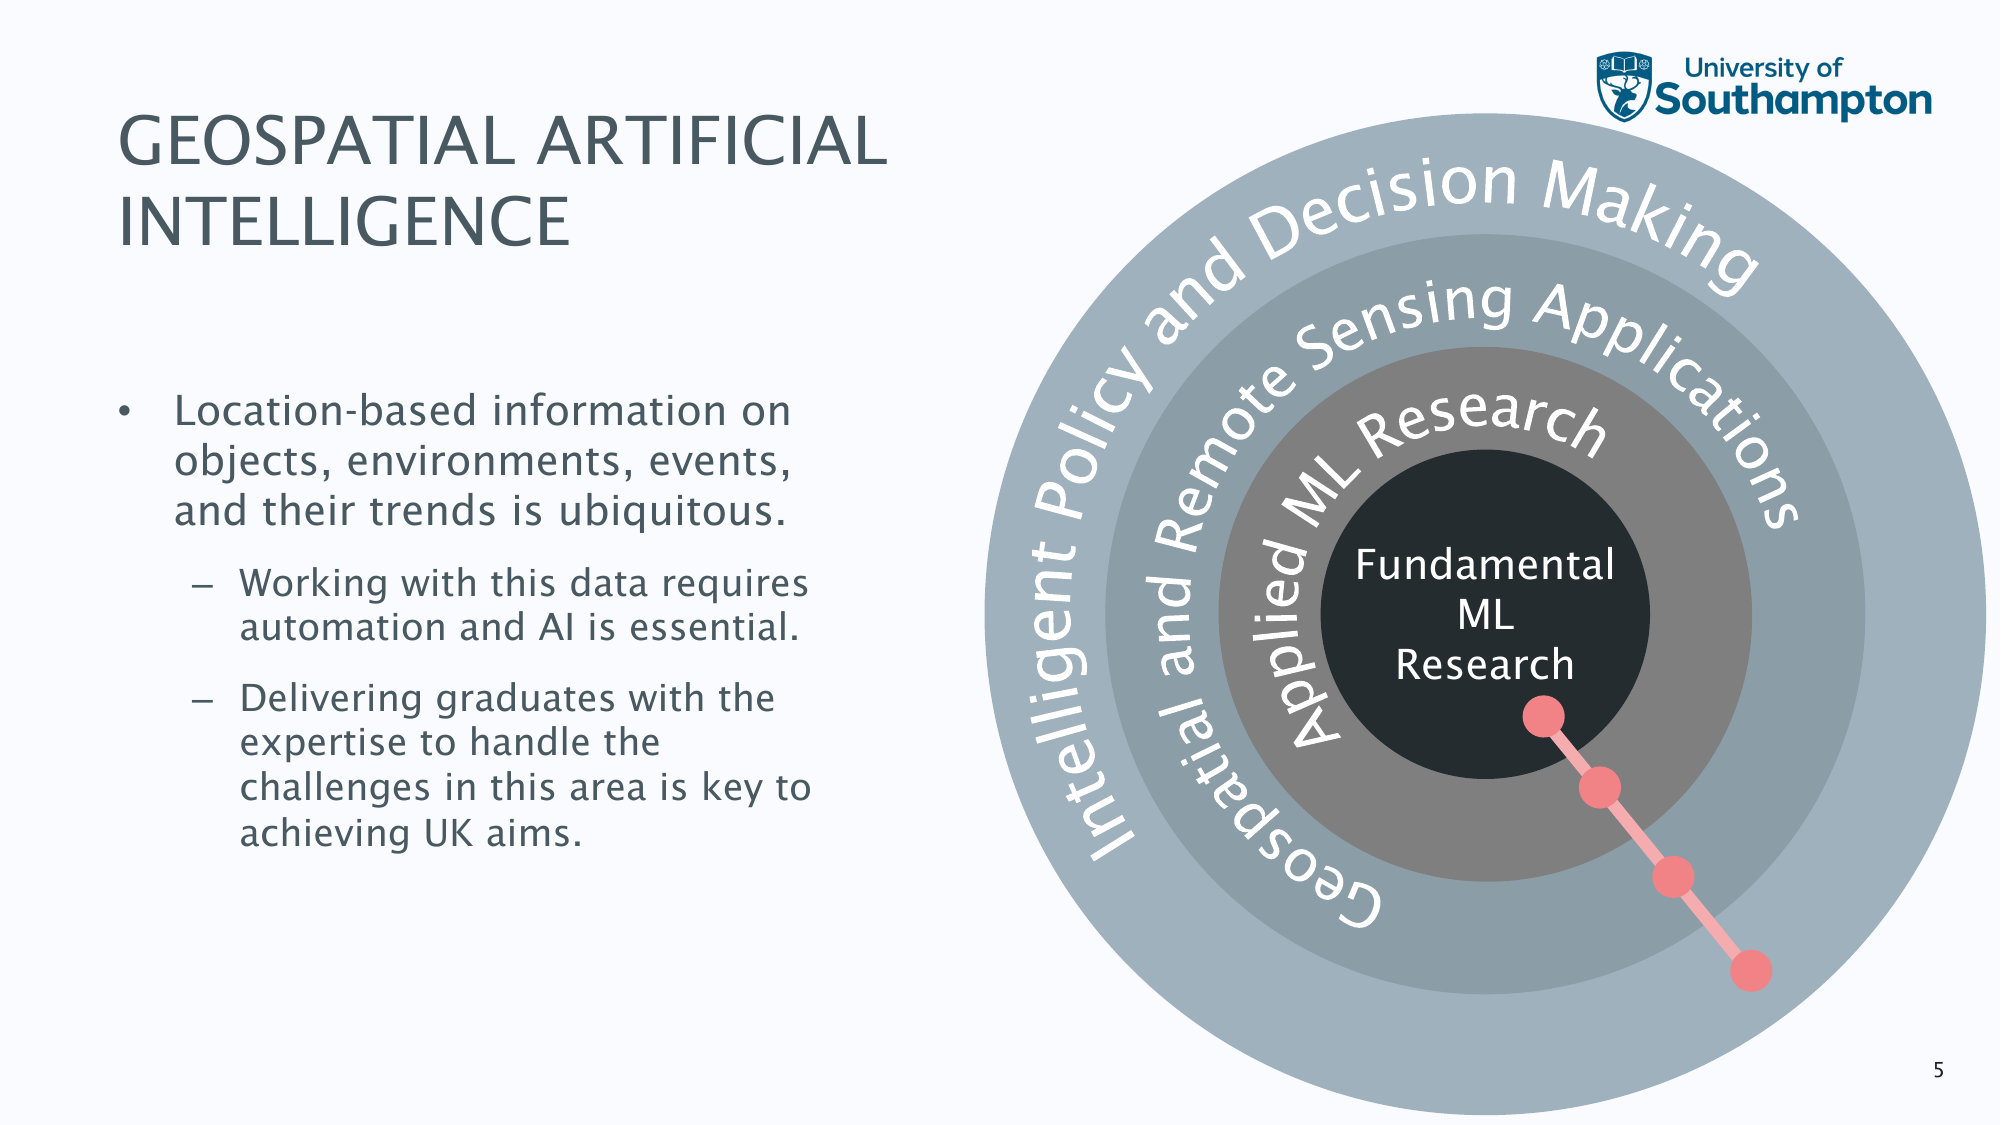 University of
Southampton
GEOSPATIAL ARTIFICIAL
INTELLIGENCE
• Location-based information on
objects, environments, events,
and their trends is ubiquitous.
– Working with this data requires
automation and AI is essential.
– Delivering graduates with the
expertise to handle the
challenges in this area is key to
achieving UK aims.
Intelligent Policy and Decision Making
Geospatial and Remote Sensing Applications
Applied ML Research
Fundamental
ML
Research
5